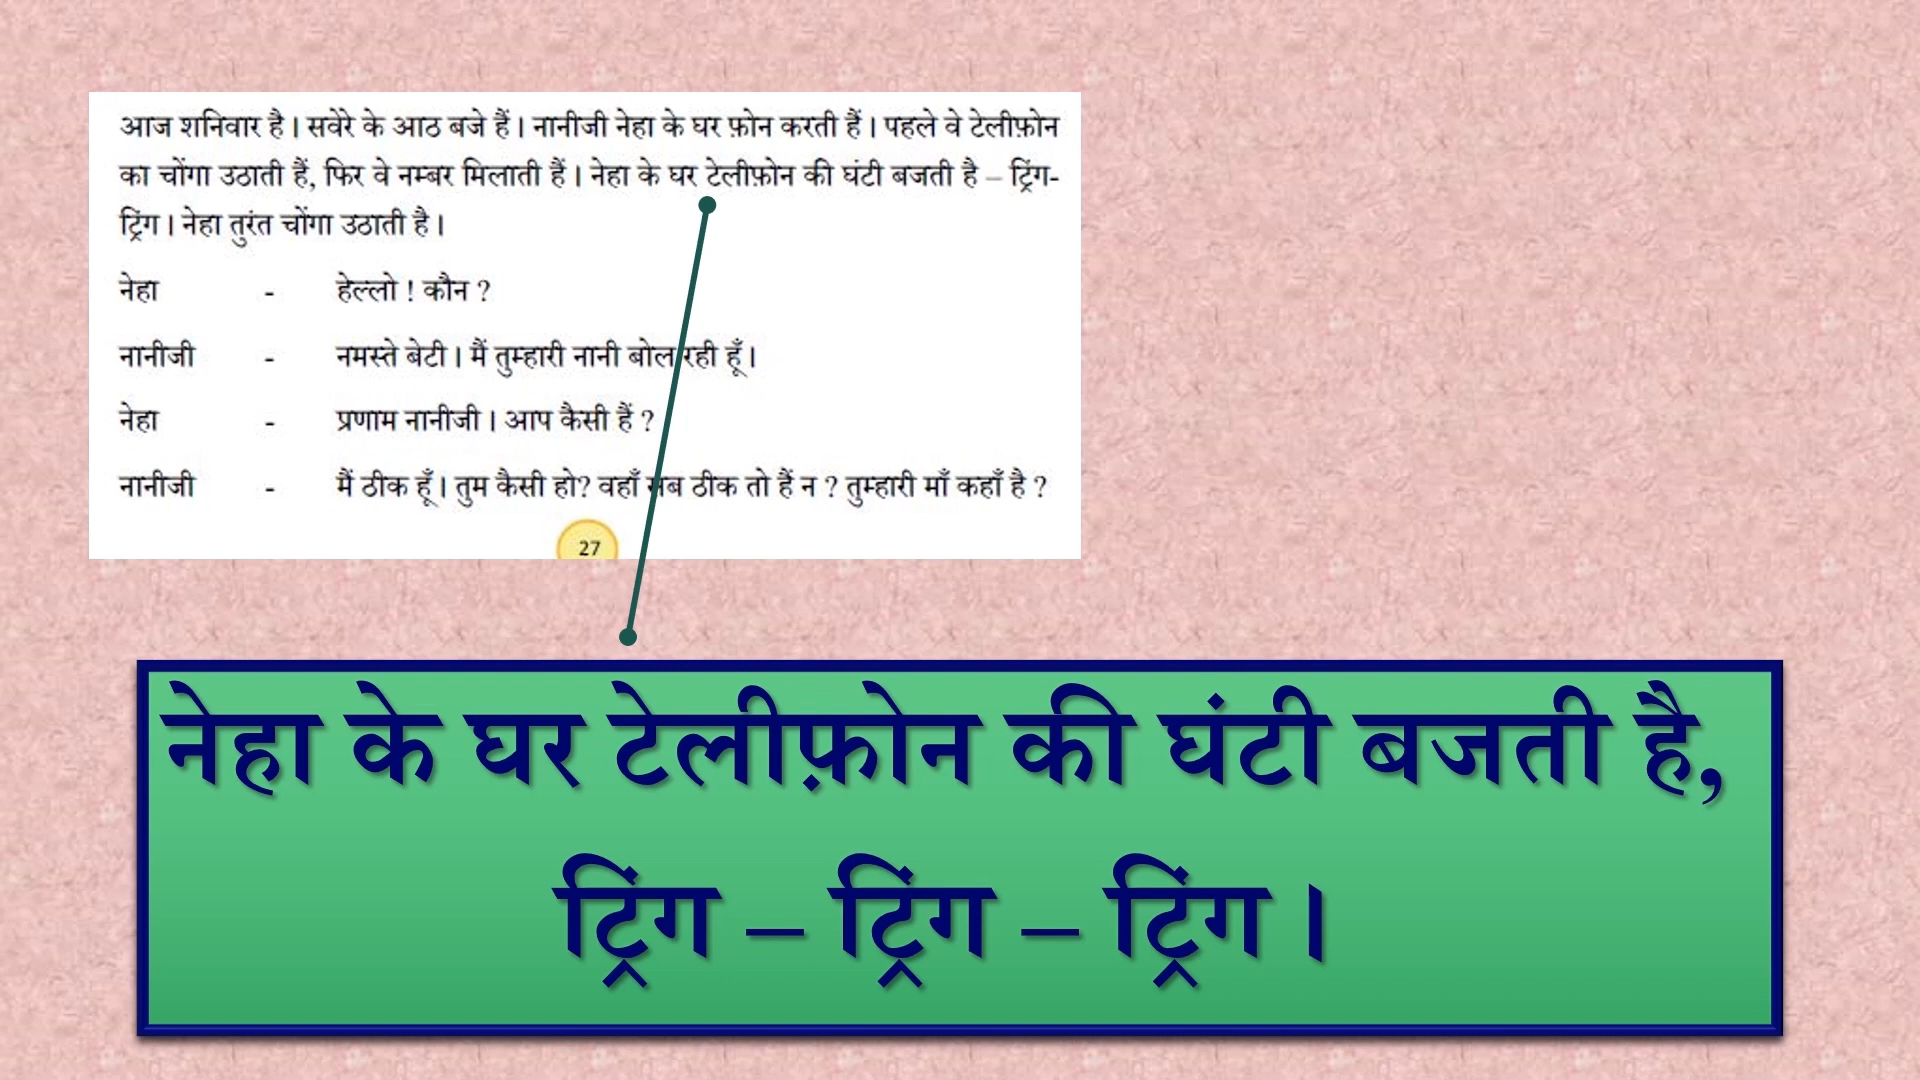 आज शनिवार है । सवेरे के आठ बजे हैं । नानीजी नेहा के घर फ़ोन करती हैं । पहले वे टेलीफ़ोन
का चोंगा उठाती हैं, फिर वे नम्बर मिलाती हैं । नेहा के घर टेलीफ़ोन की घंटी बजती है – ट्रिंग-
ट्रिंग । नेहा तुरंत चोंगा उठाती है ।
नेहा - हेल्लो ! कौन ?
नानीजी - नमस्ते बेटी । मैं तुम्हारी नानी बोल रही हूँ ।
नेहा - प्रणाम नानीजी । आप कैसी हैं ?
नानीजी - मैं ठीक हूँ । तुम कैसी हो? वहाँ सब ठीक तो हैं न ? तुम्हारी माँ कहाँ है ?
27
नेहा के घर टेलीफ़ोन की घंटी बजती है,
ट्रिंग – ट्रिंग – ट्रिंग ।